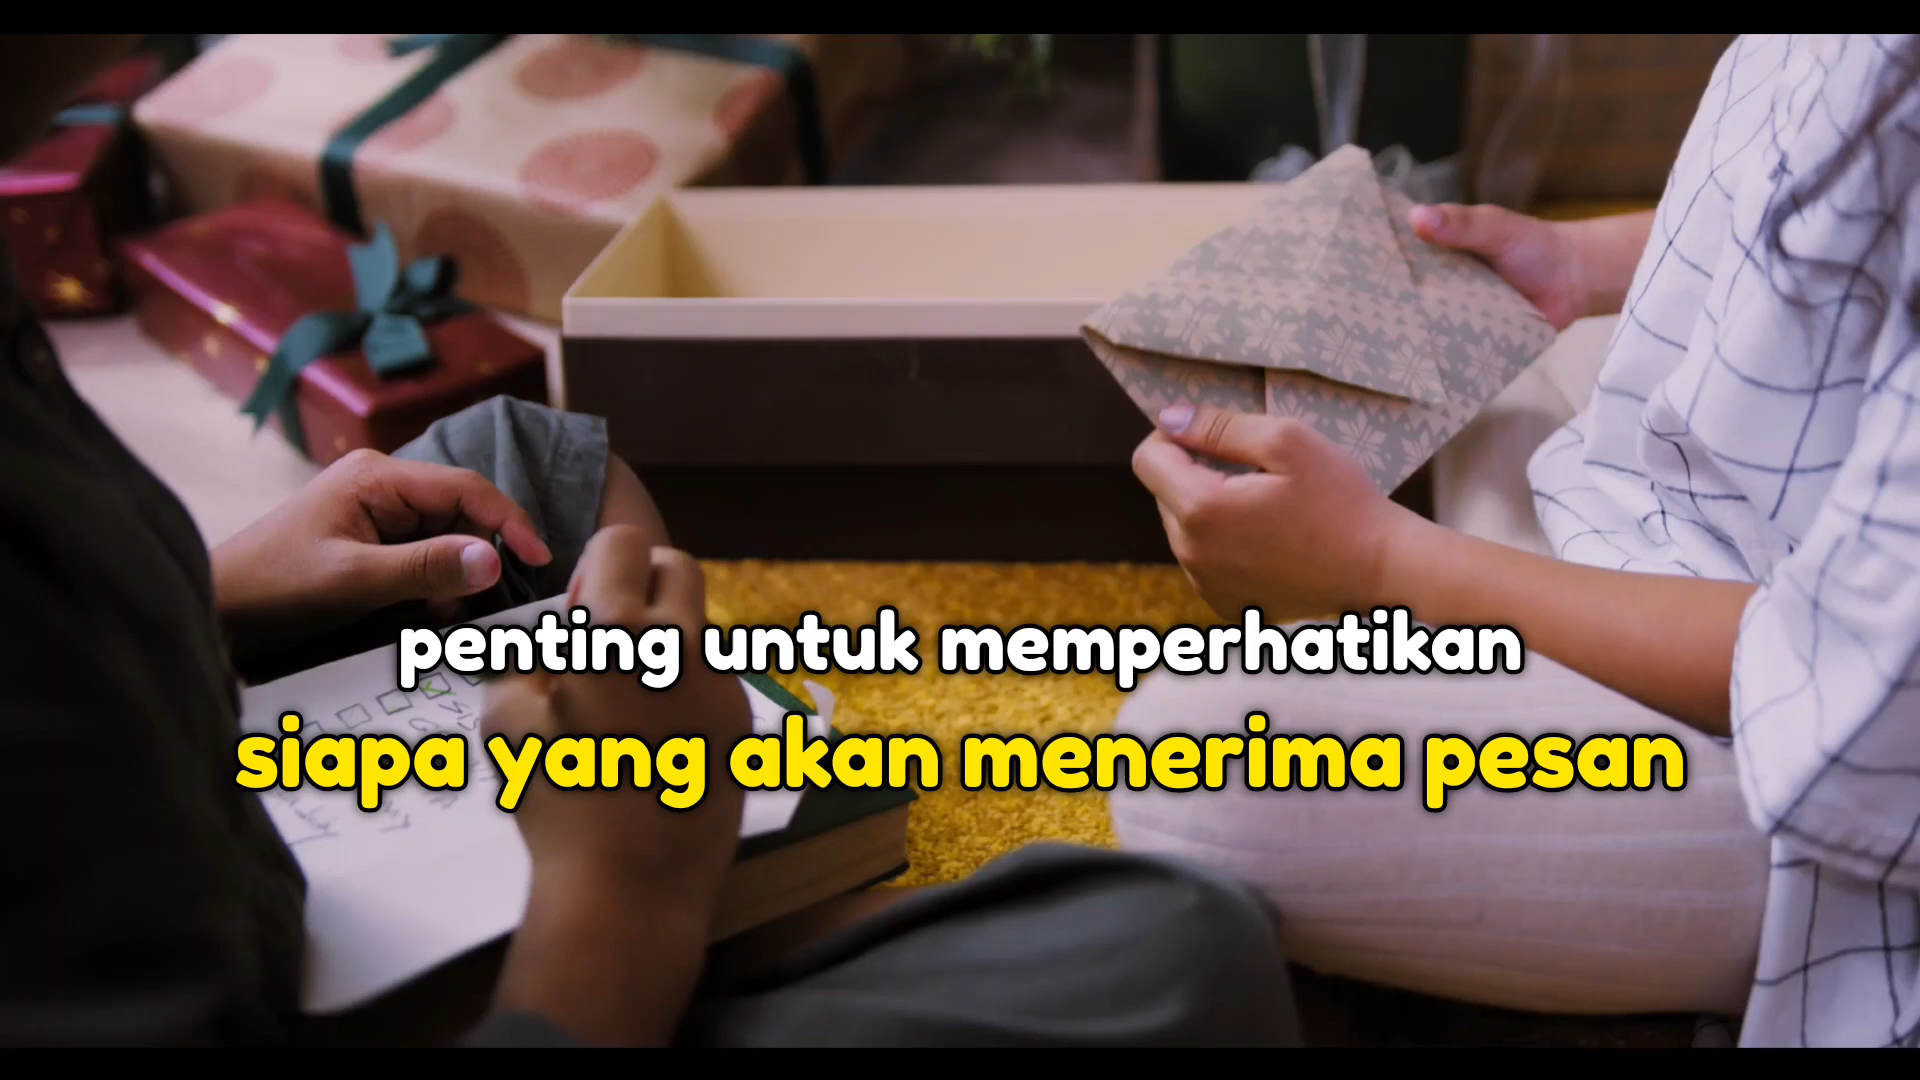 penting untuk memperhatikan
siapa yang akan menerima pesan